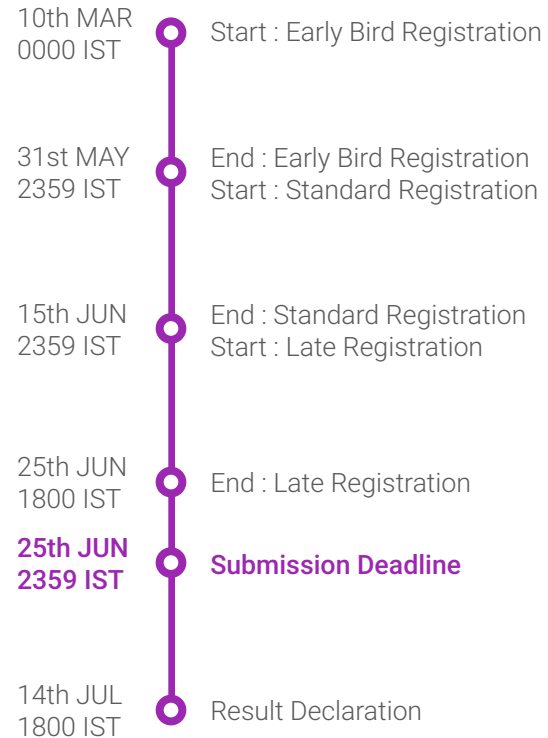 10th MAR
0000 IST
Start : Early Bird Registration
31st MAY
2359 IST
End : Early Bird Registration
Start : Standard Registration
15th JUN
2359 IST
End : Standard Registration
Start : Late Registration
25th JUN
1800 IST
End : Late Registration
25th JUN
2359 IST
Submission Deadline
14th JUL
1800 IST
Result Declaration